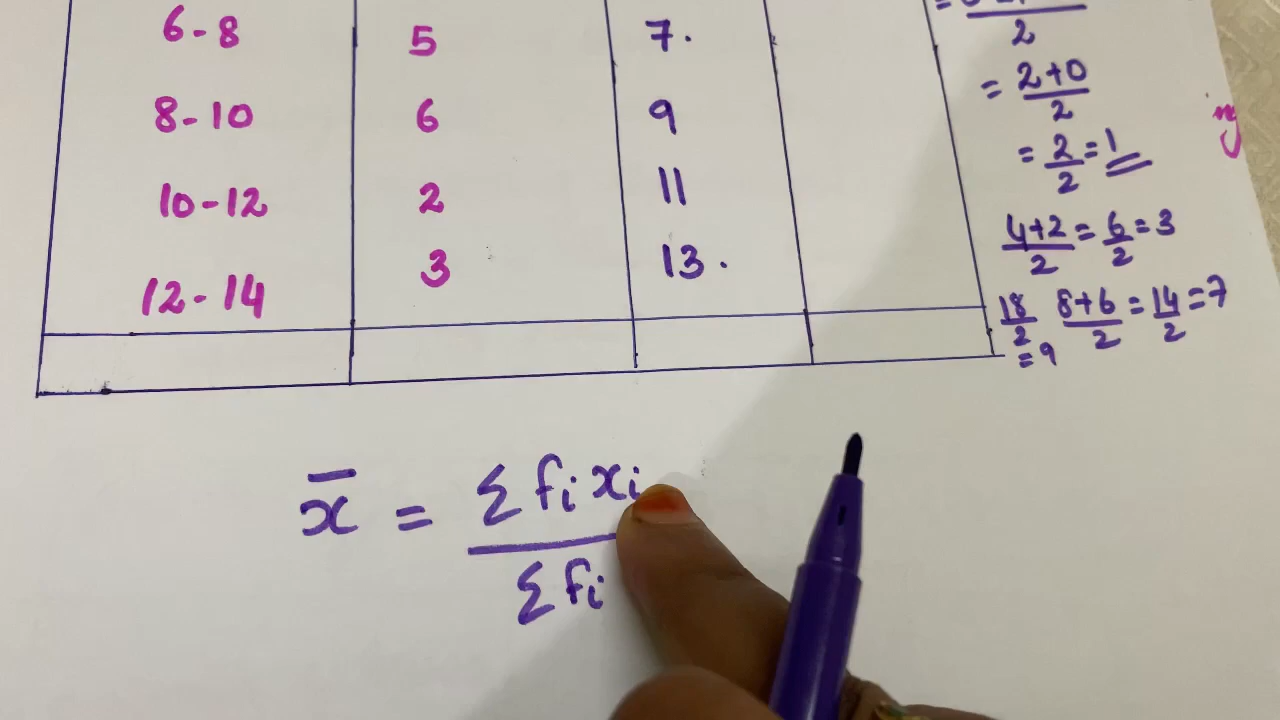 6-8 5 7.
8-10 6 9
10-12 2 11
12-14 3 13.
2
= 2+0/2
= 2/2 = 1
4+2/2 = 6/2 = 3
18/2 = 9
8+6/2 = 14/2 = 7
x̄ = Σfixi/Σfi